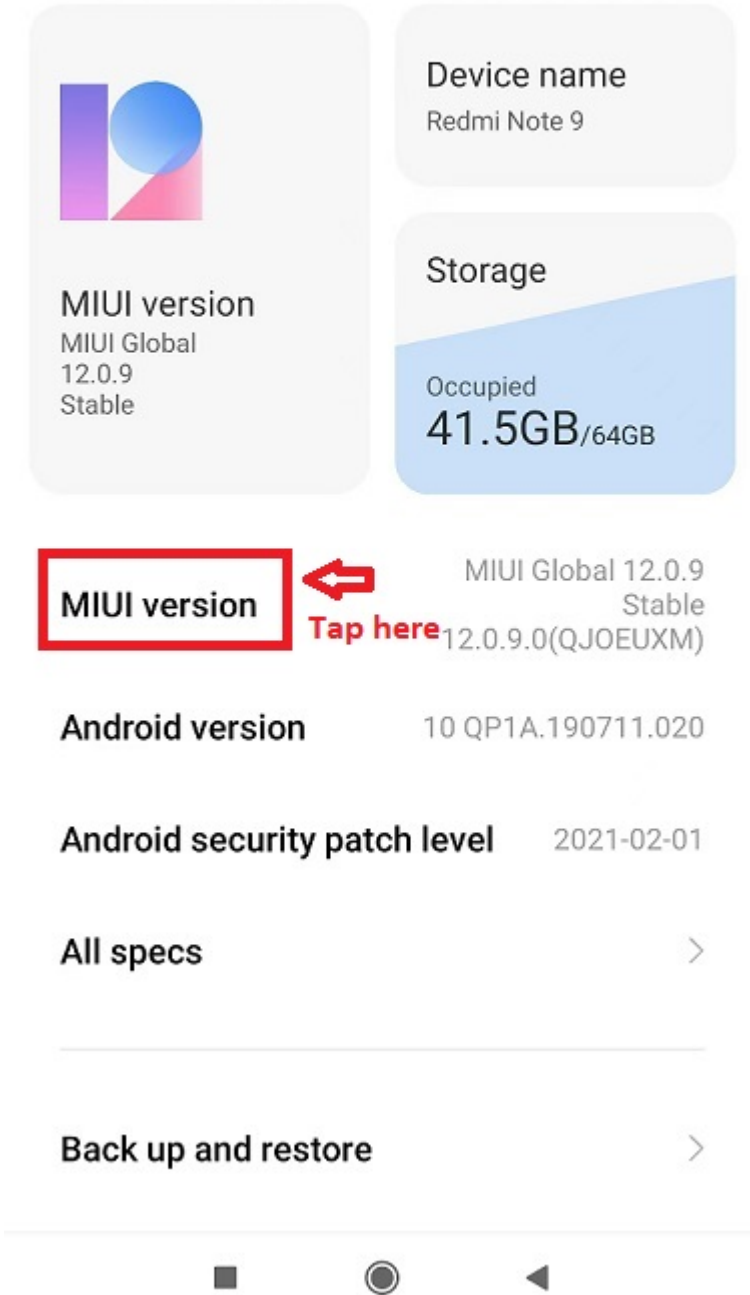 Device name
Redmi Note 9
MIUI version
MIUI Global
12.0.9
Stable
Storage
Occupied
41.5GB/64GB
MIUI version
Tap here
MIUI Global 12.0.9
Stable
12.0.9.0(QJOEUXM)
Android version
10 QP1A.190711.020
Android security patch level
2021-02-01
All specs
Back up and restore